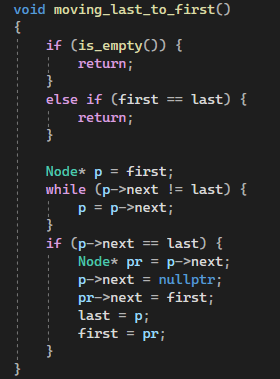 void moving_last_to_first()
{
    if (is_empty()) {
        return;
    }
    else if (first == last) {
        return;
    }

    Node* p = first;
    while (p->next != last) {
        p = p->next;
    }
    if (p->next == last) {
        Node* pr = p->next;
        p->next = nullptr;
        pr->next = first;
        last = p;
        first = pr;
    }
}